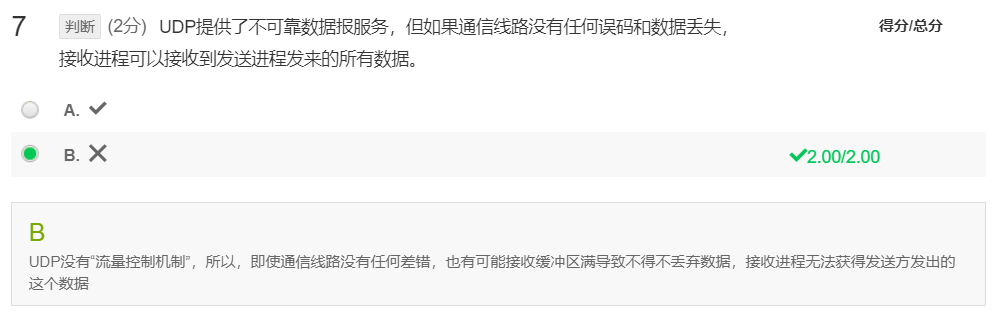 7 判断 (2分) UDP提供了不可靠数据报服务，但如果通信线路没有任何误码和数据丢失， 得分/总分
接收进程可以接收到发送进程发来的所有数据。
A. ✓
B. ✕ ✓2.00/2.00
B
UDP没有“流量控制机制”，所以，即使通信线路没有任何差错，也有可能接收缓冲区满导致不得不丢弃数据，接收进程无法获得发送方发出的
这个数据